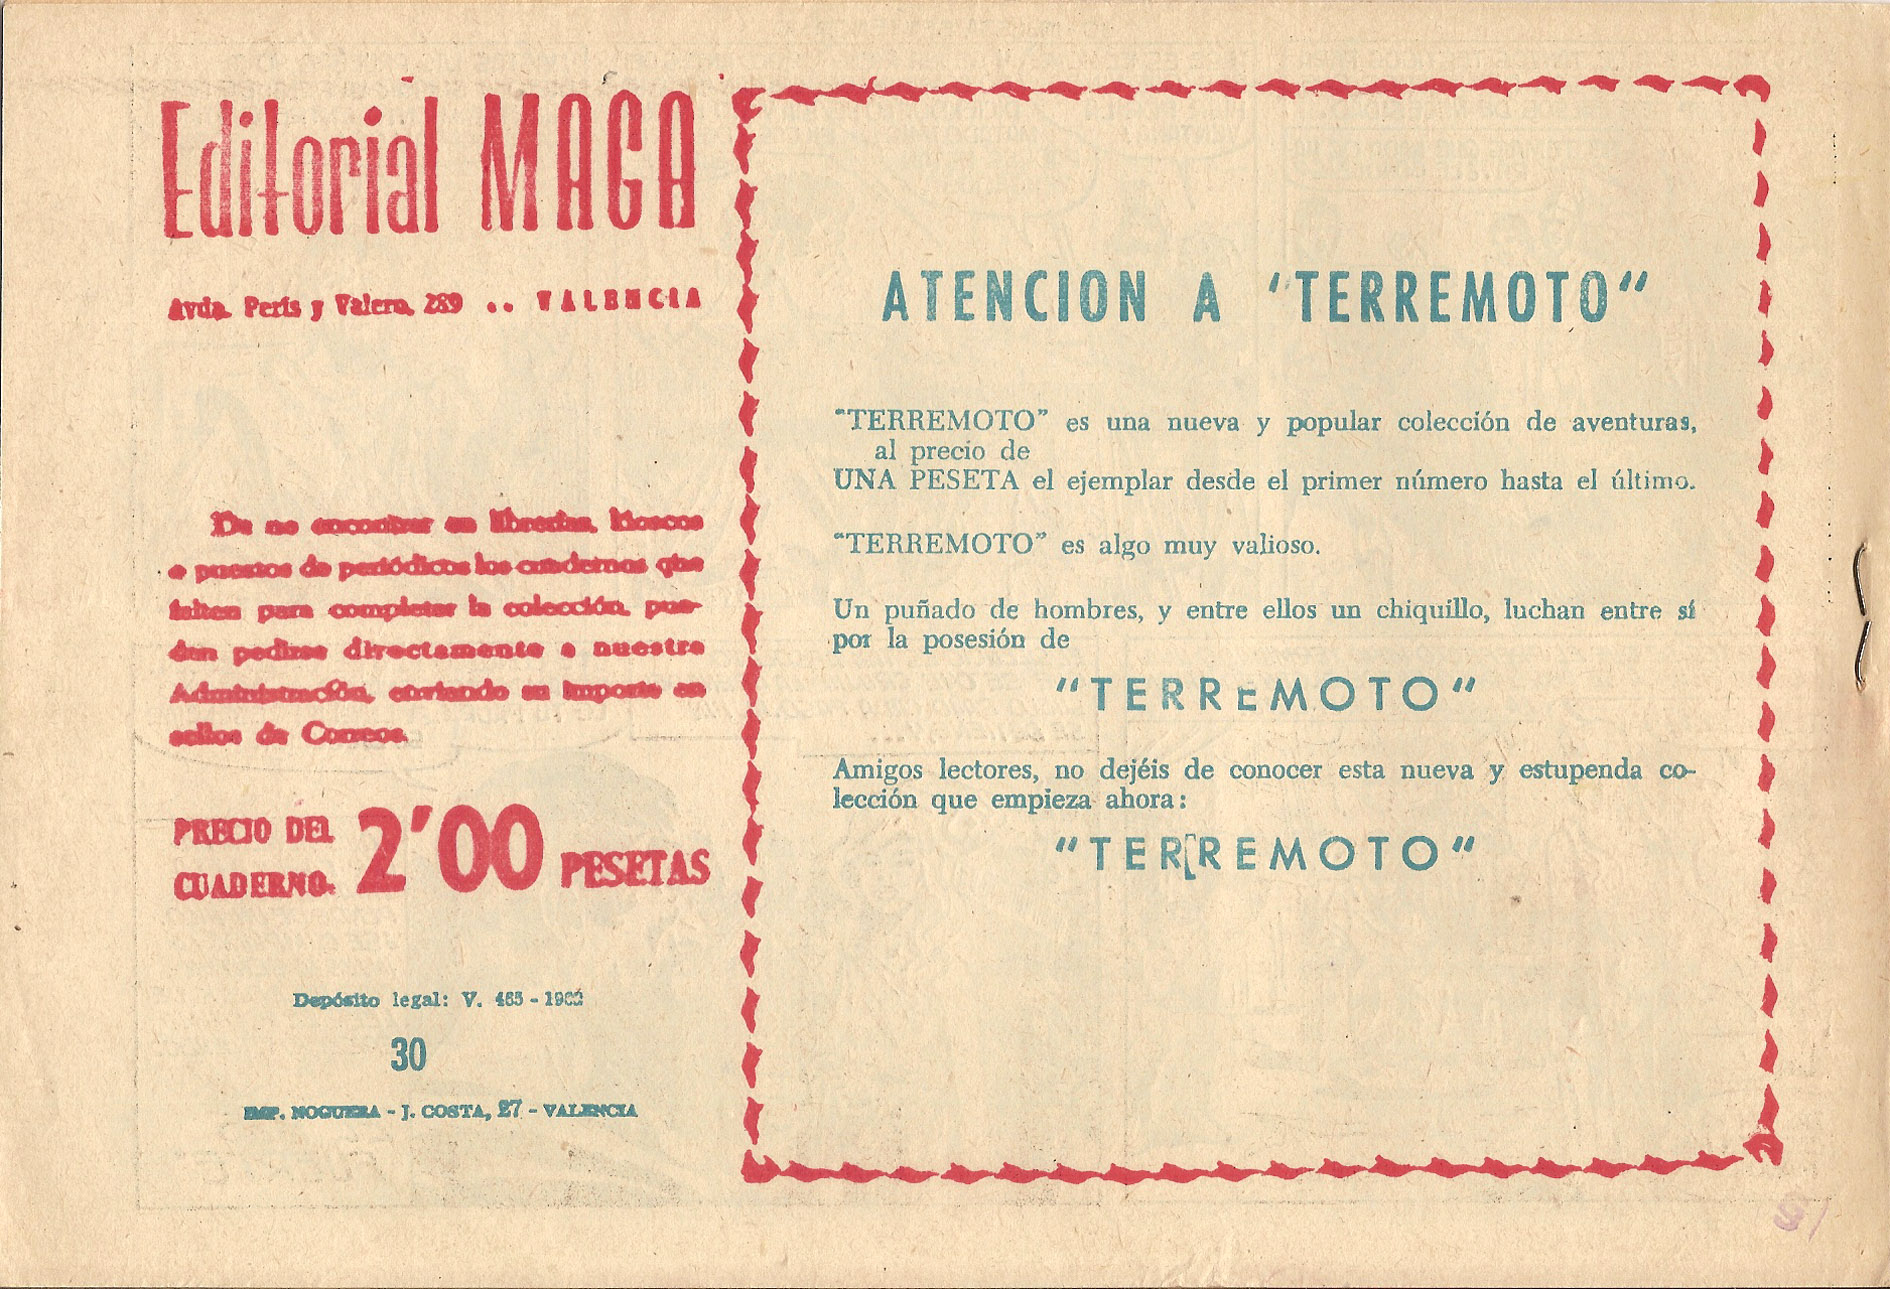 Editorial MAGA
Avda. Peris y Valero, 289 .. VALENCIA
De no encontrar en librerías, kioscos
o puestos de periódicos los cuadernos que
falten para completar la colección, pue-
den pedirse directamente a nuestra
Administración, enviando su importe en
sellos de Correos.
PRECIO DEL
CUADERNO. 2'00 PESETAS
Depósito legal: V. 465 - 1962
30
IMP. NOGUERA - J. COSTA, 27 - VALENCIA
ATENCION A "TERREMOTO"
"TERREMOTO" es una nueva y popular colección de aventuras,
al precio de
UNA PESETA el ejemplar desde el primer número hasta el último.
"TERREMOTO" es algo muy valioso.
Un puñado de hombres, y entre ellos un chiquillo, luchan entre sí
por la posesión de
"TERREMOTO"
Amigos lectores, no dejéis de conocer esta nueva y estupenda co-
lección que empieza ahora:
"TERREMOTO"